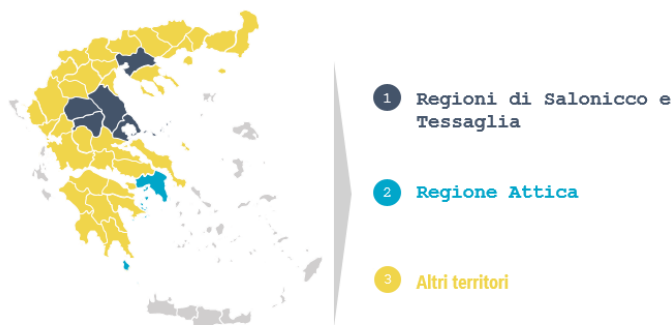 1 Regioni di Salonicco e
Tessaglia
2 Regione Attica
3 Altri territori